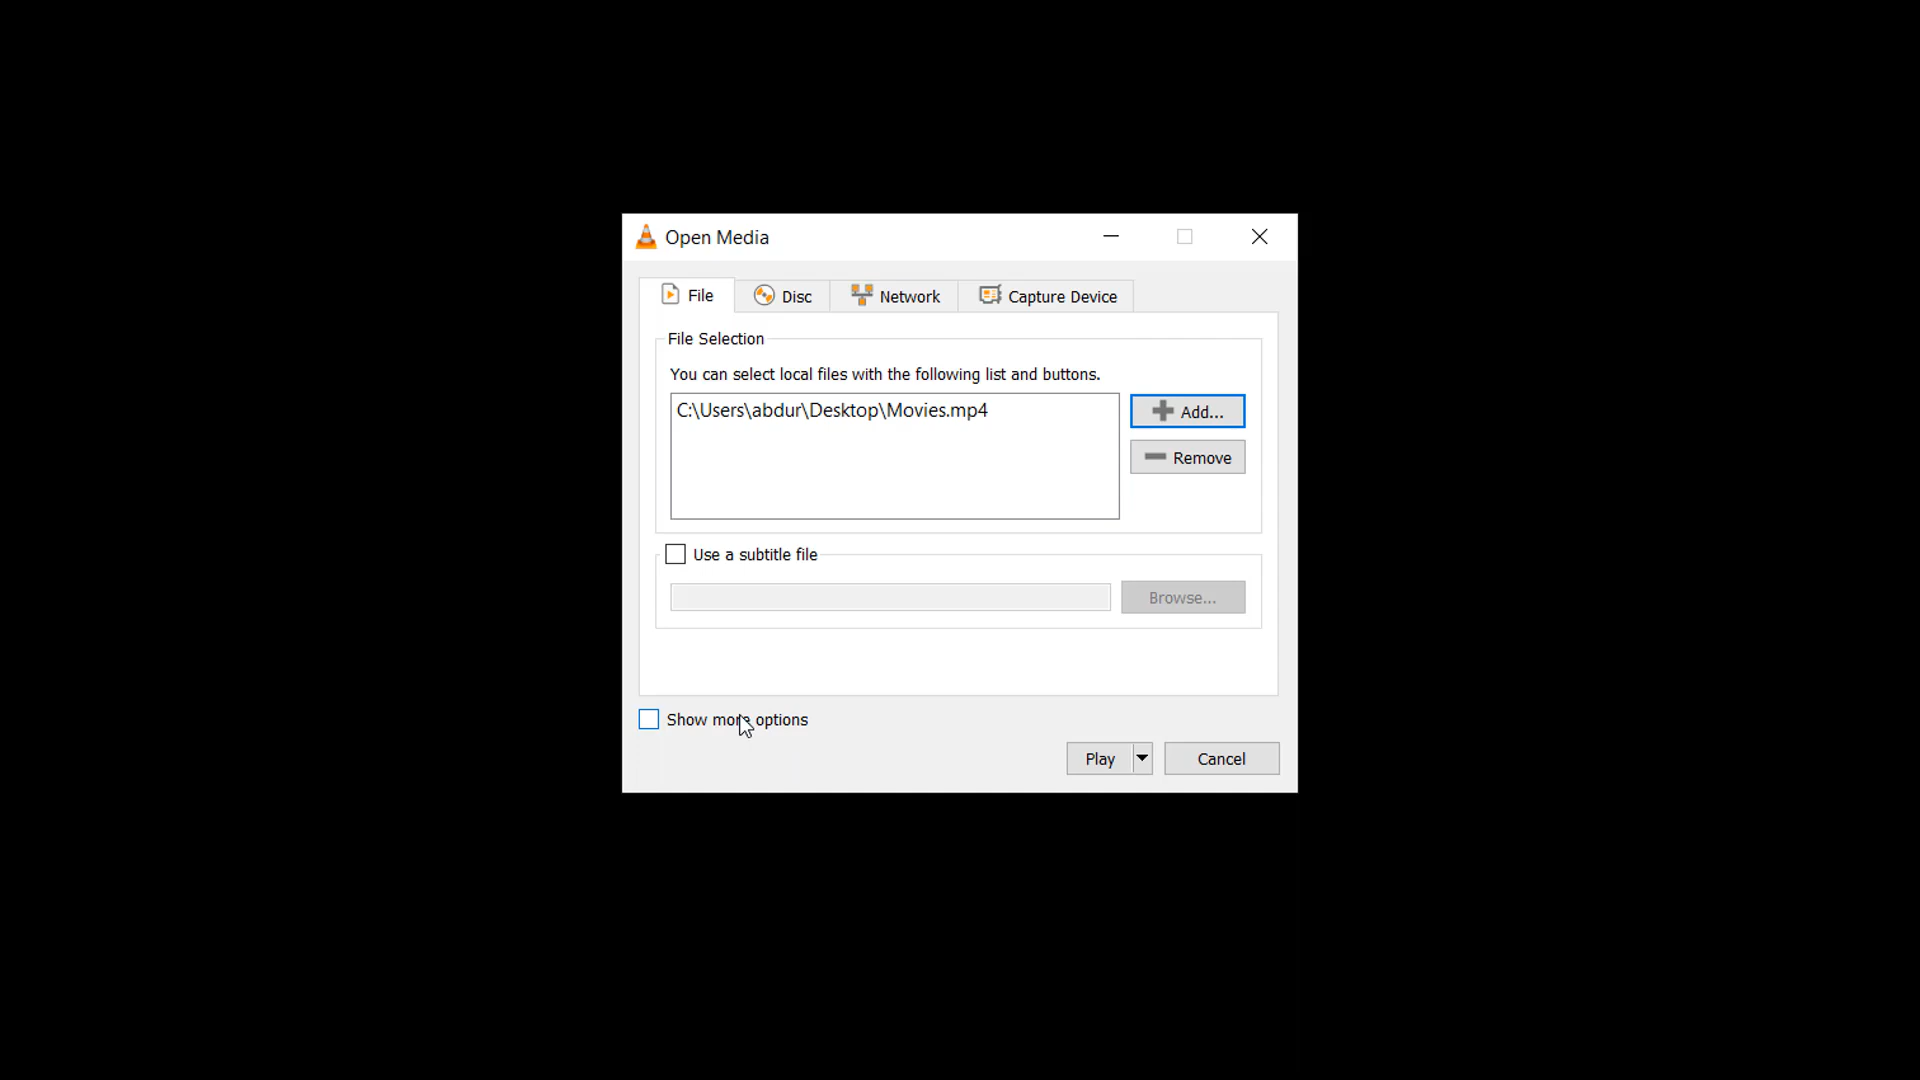 Open Media
File Disc Network Capture Device
File Selection
You can select local files with the following list and buttons.
C:\Users\abdur\Desktop\Movies.mp4
Add...
Remove
Use a subtitle file
Browse...
Show more options
Play Cancel